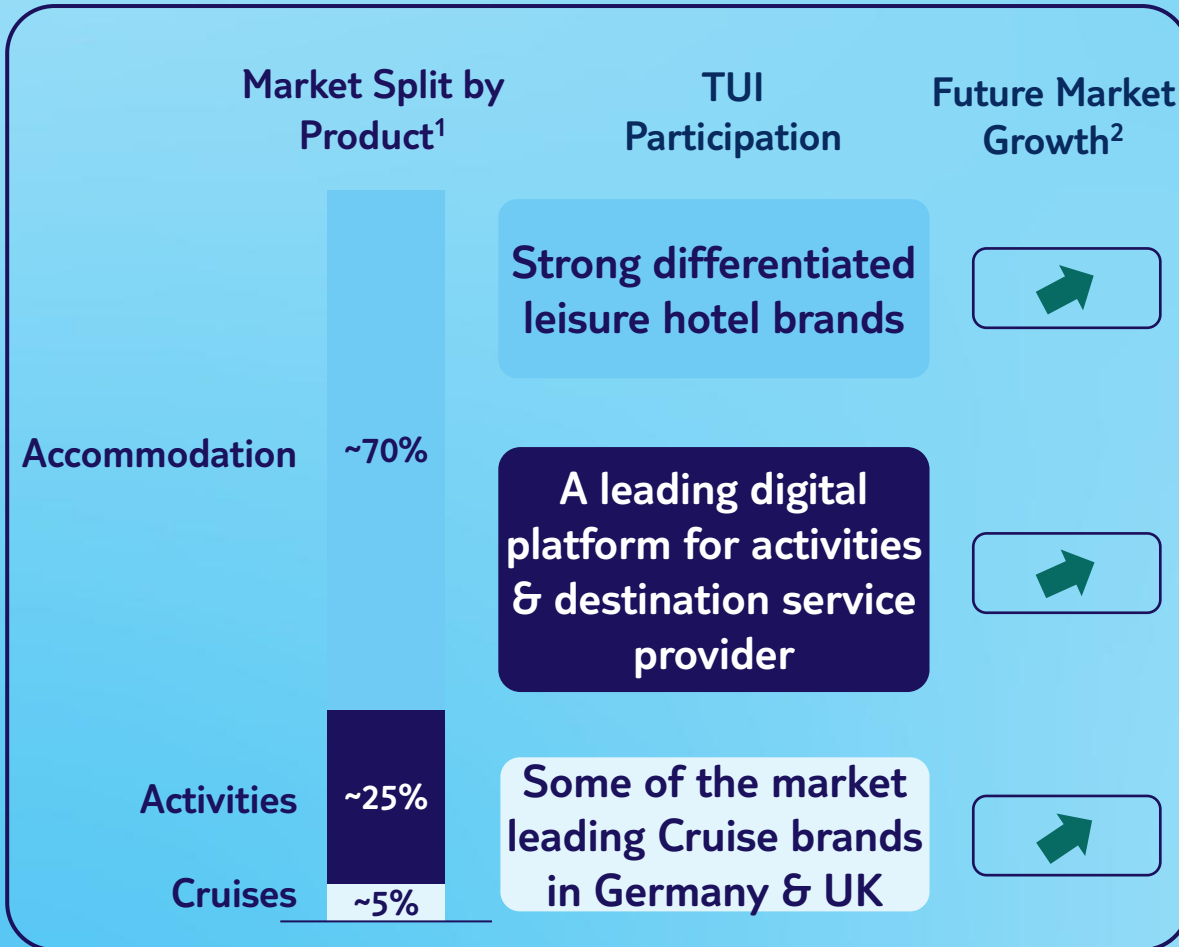 Market Split by
Product¹
TUI
Participation
Future Market
Growth²
Strong differentiated
leisure hotel brands
Accommodation
~70%
A leading digital
platform for activities
& destination service
provider
Activities
~25%
Some of the market
leading Cruise brands
in Germany & UK
Cruises
~5%